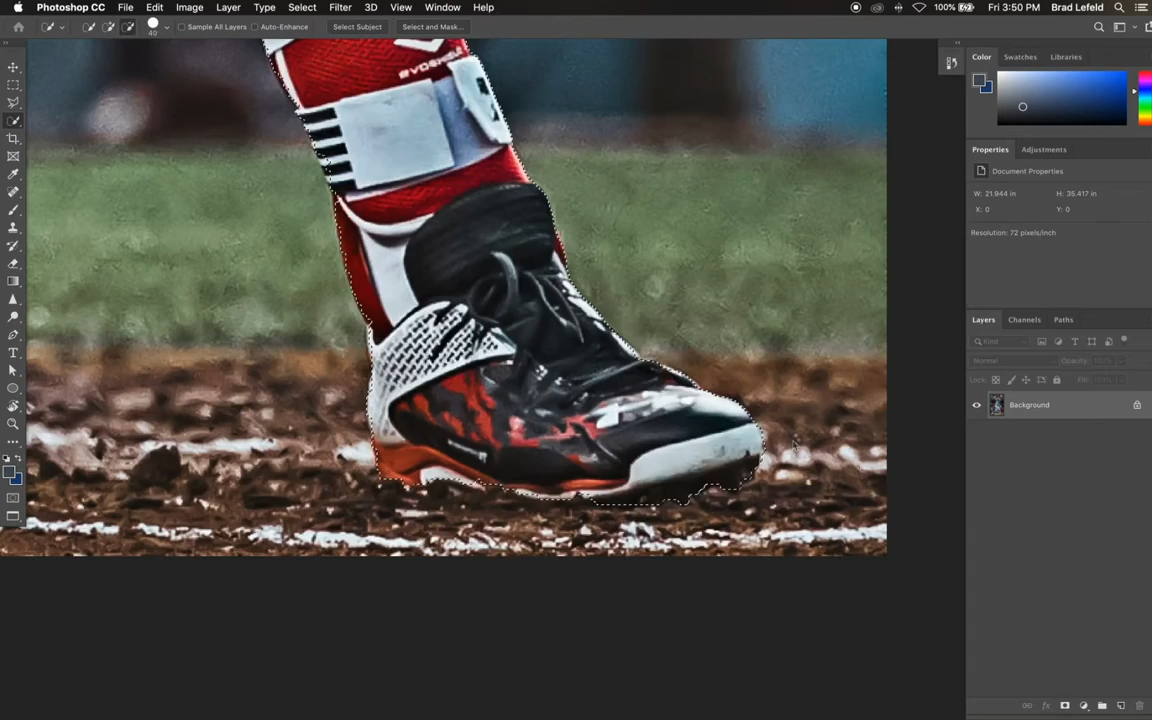 Photoshop CC File Edit Image Layer Type Select Filter 3D View Window Help 100% Fri 3:50 PM Brad Lefeld
40 Sample All Layers Auto-Enhance Select Subject Select and Mask...
EVOSHIELD
Color Swatches Libraries
Properties Adjustments
Document Properties
W: 21.944 in H: 35.417 in
X: 0 Y: 0
Resolution: 72 pixels/inch
Layers Channels Paths
Kind
Normal Opacity: 100%
Lock: Fill: 100%
Background
fx